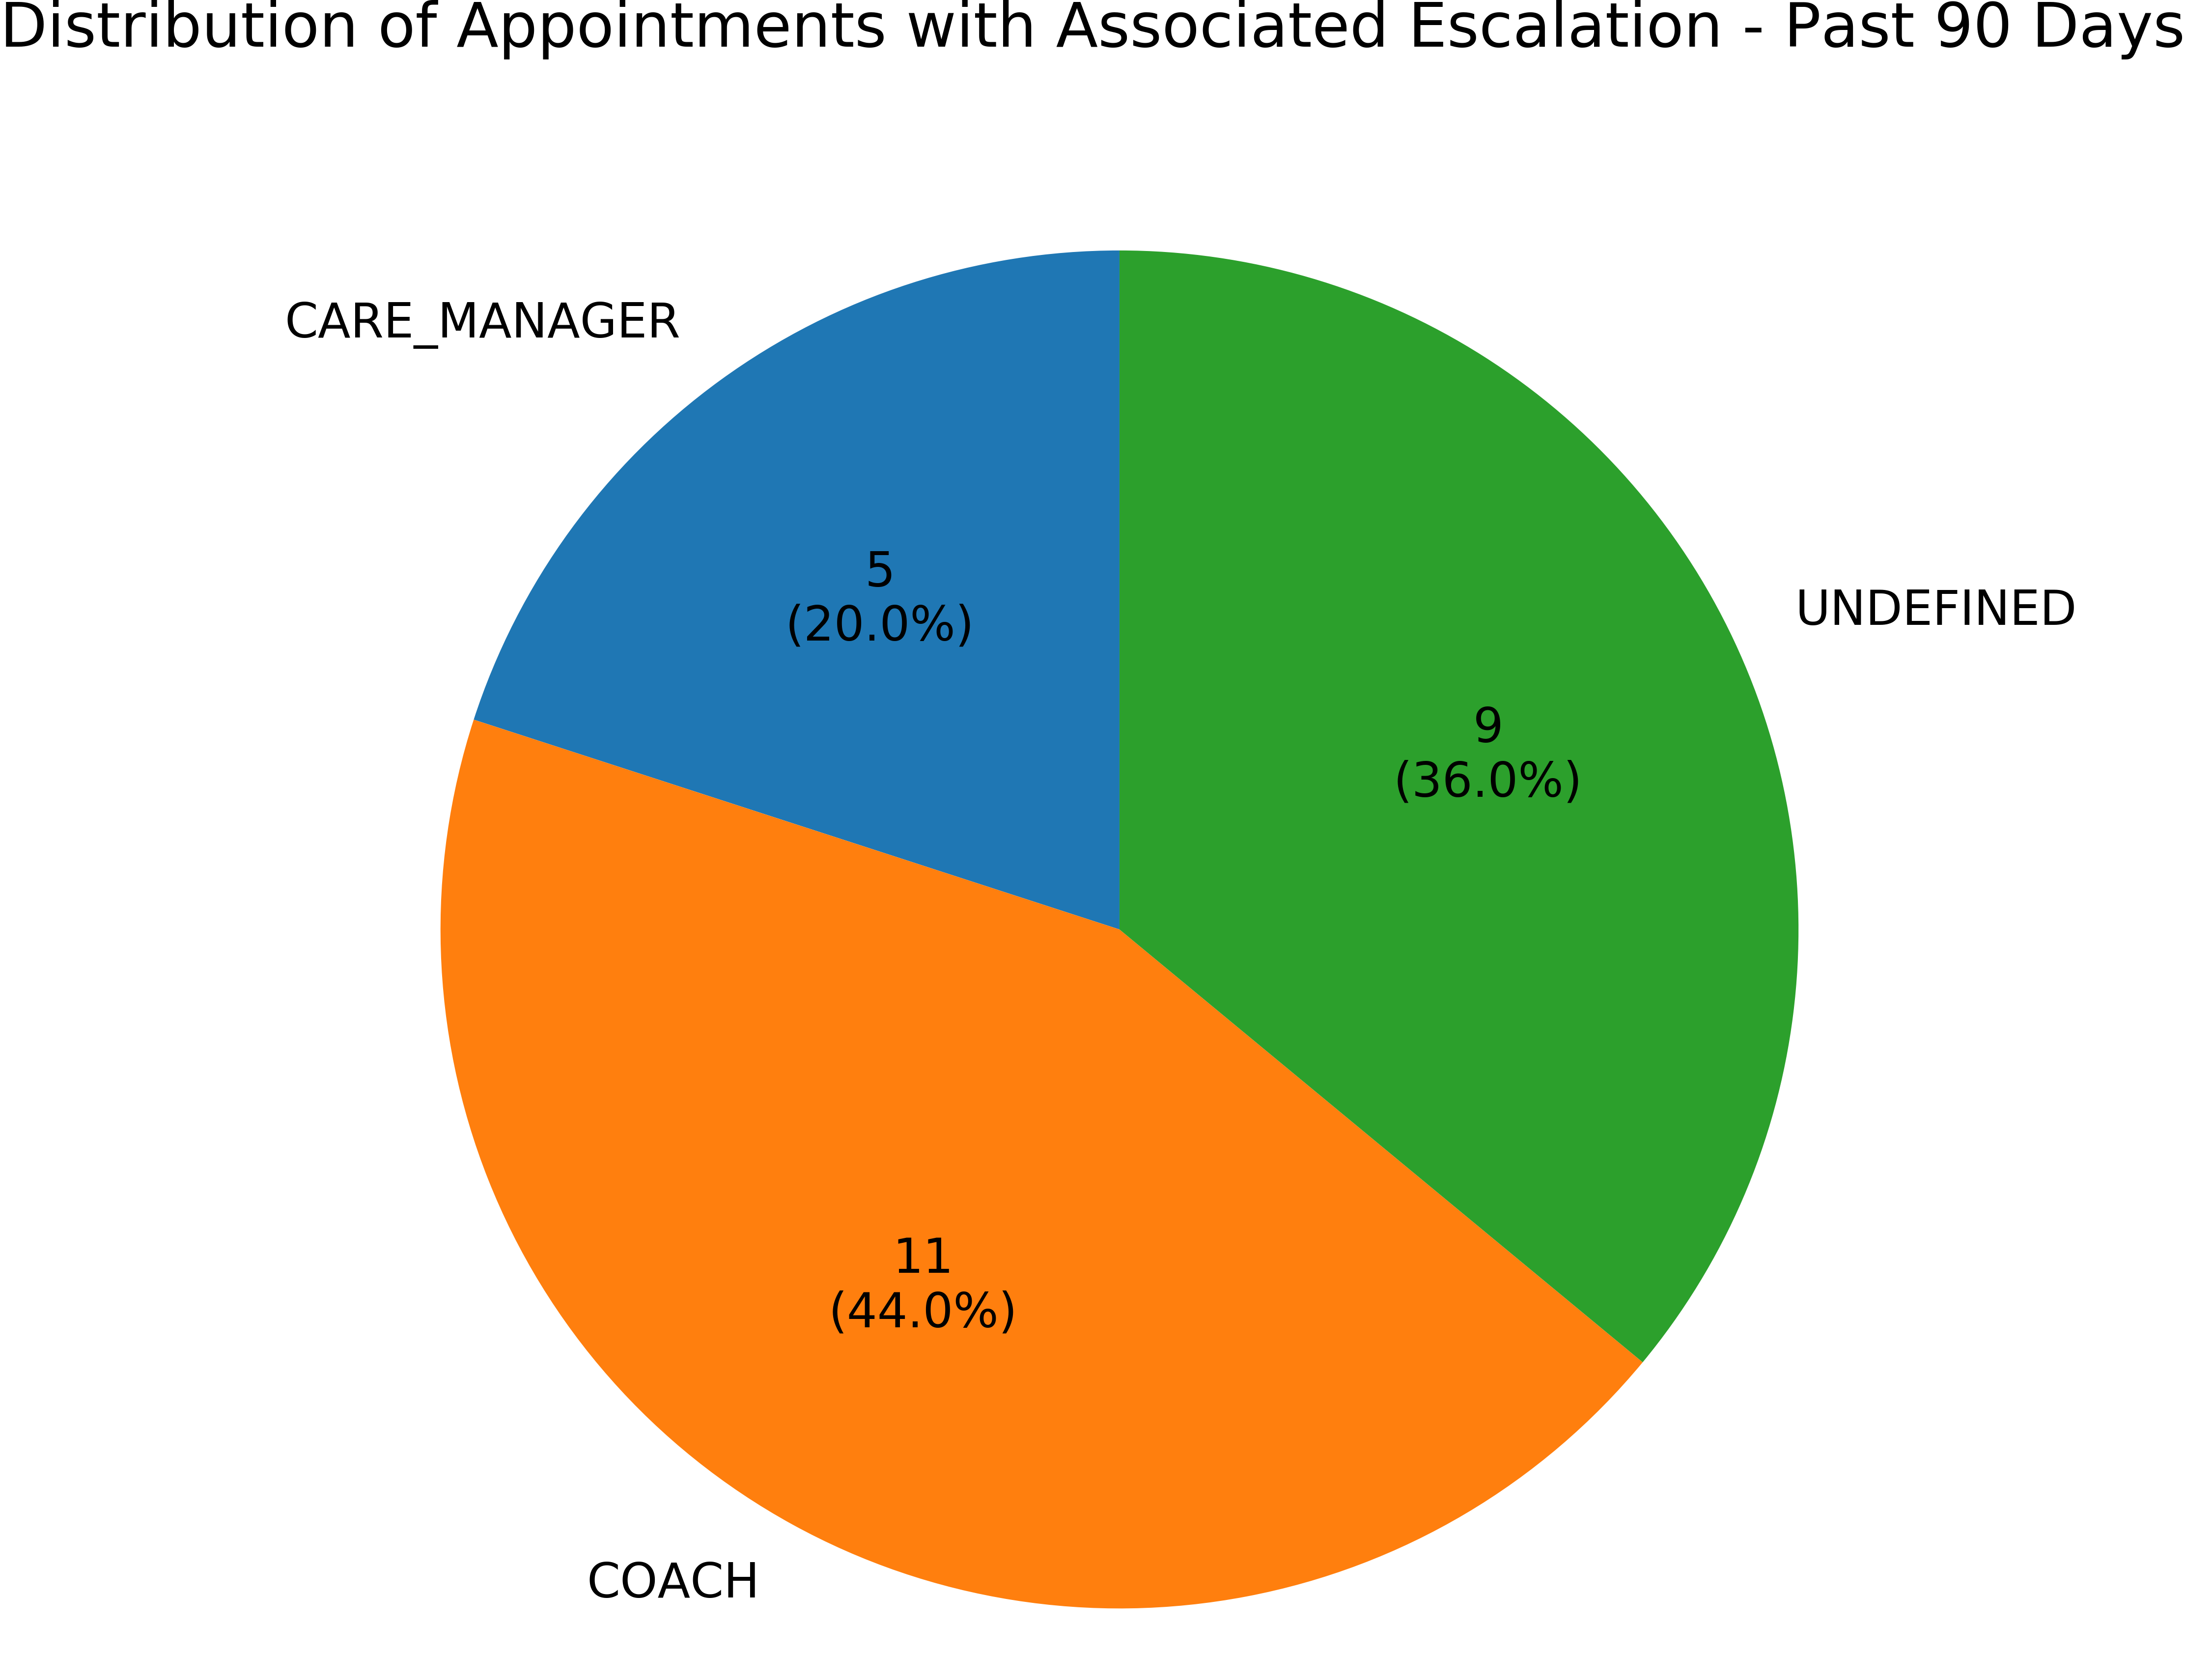 Distribution of Appointments with Associated Escalation - Past 90 Days
CARE_MANAGER
5
(20.0%)
UNDEFINED
9
(36.0%)
11
(44.0%)
COACH